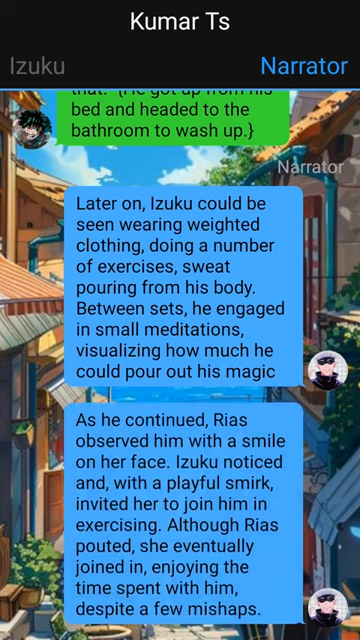 Kumar Ts
Izuku
Narrator
that. {He got up from his
bed and headed to the
bathroom to wash up.}
Narrator
Later on, Izuku could be
seen wearing weighted
clothing, doing a number
of exercises, sweat
pouring from his body.
Between sets, he engaged
in small meditations,
visualizing how much he
could pour out his magic
As he continued, Rias
observed him with a smile
on her face. Izuku noticed
and, with a playful smirk,
invited her to join him in
exercising. Although Rias
pouted, she eventually
joined in, enjoying the
time spent with him,
despite a few mishaps.